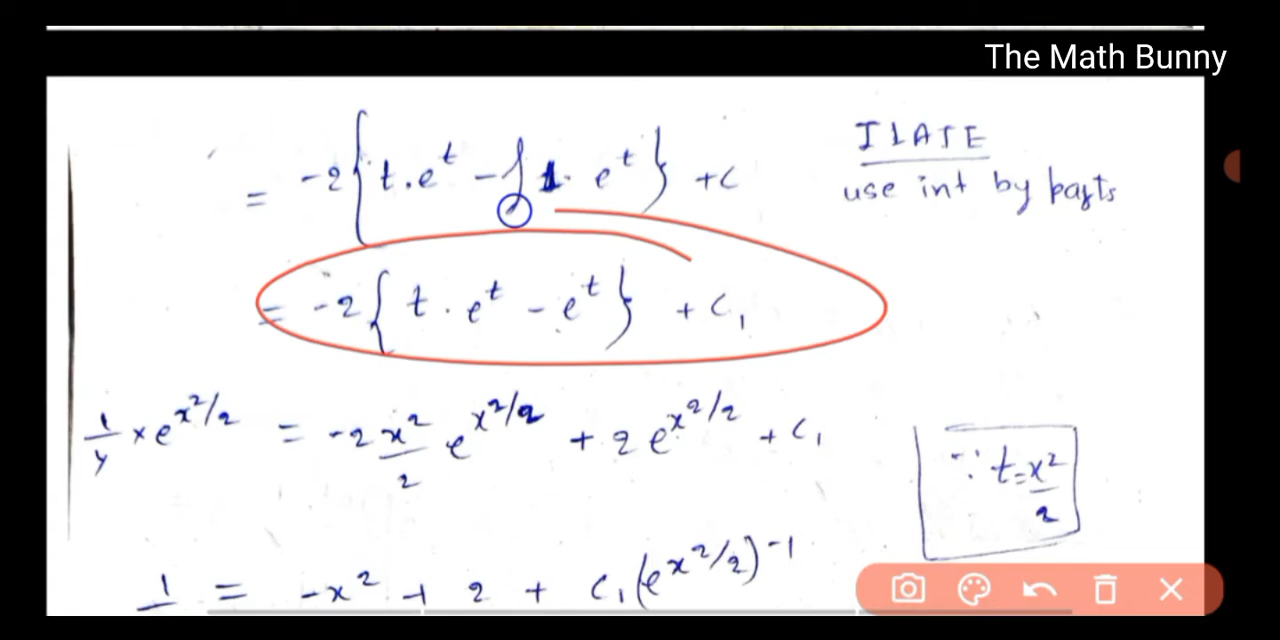 The Math Bunny
= -2{t.e^t - ∫1. e^t} +c
ILATE
use int by parts
= -2{ t . e^t - e^t } + c₁
1/y × e^(x²/2) = -2 x²/2 e^(x²/2) + 2 e^(x²/2) + c₁
∵ t = x²/2
1 = -x² + 2 + c₁(e^(x²/2))^-1